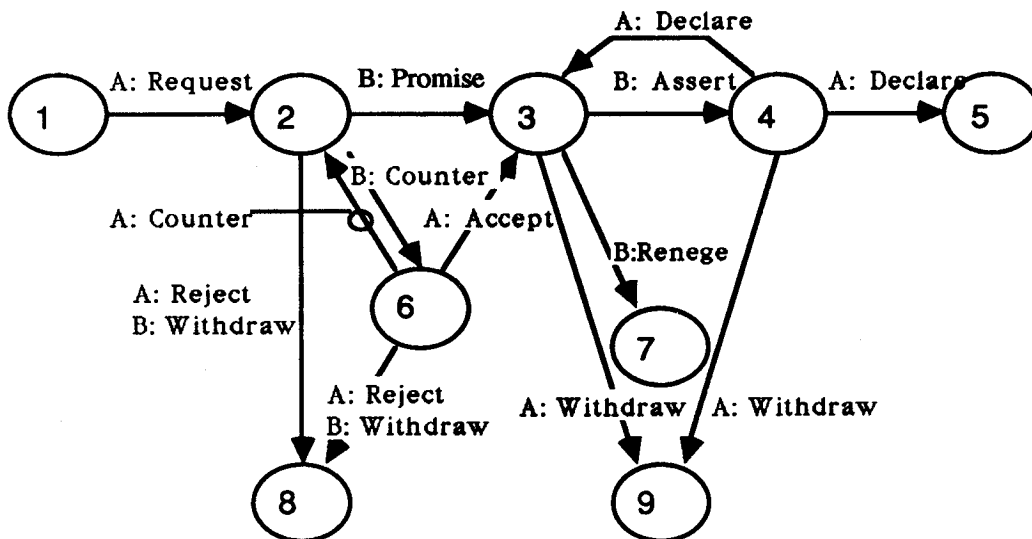 A: Declare
A: Request
B: Promise
B: Assert
A: Declare
1
2
3
4
5
B: Counter
A: Counter
A: Accept
B:Renege
A: Reject
B: Withdraw
6
7
A: Reject
B: Withdraw
A: Withdraw
A: Withdraw
8
9